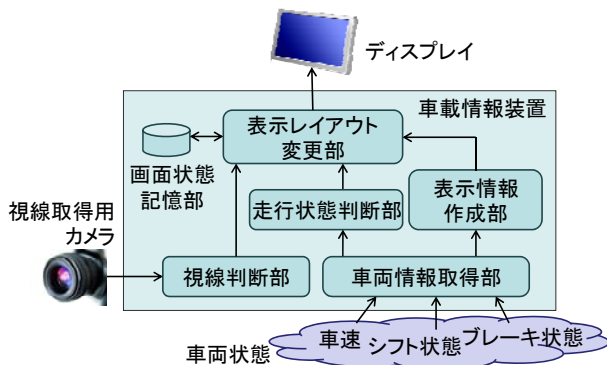 ディスプレイ
車載情報装置
表示レイアウト
変更部
画面状態
記憶部
走行状態判断部
表示情報
作成部
視線取得用
カメラ
視線判断部
車両情報取得部
車両状態
車速
シフト状態
ブレーキ状態